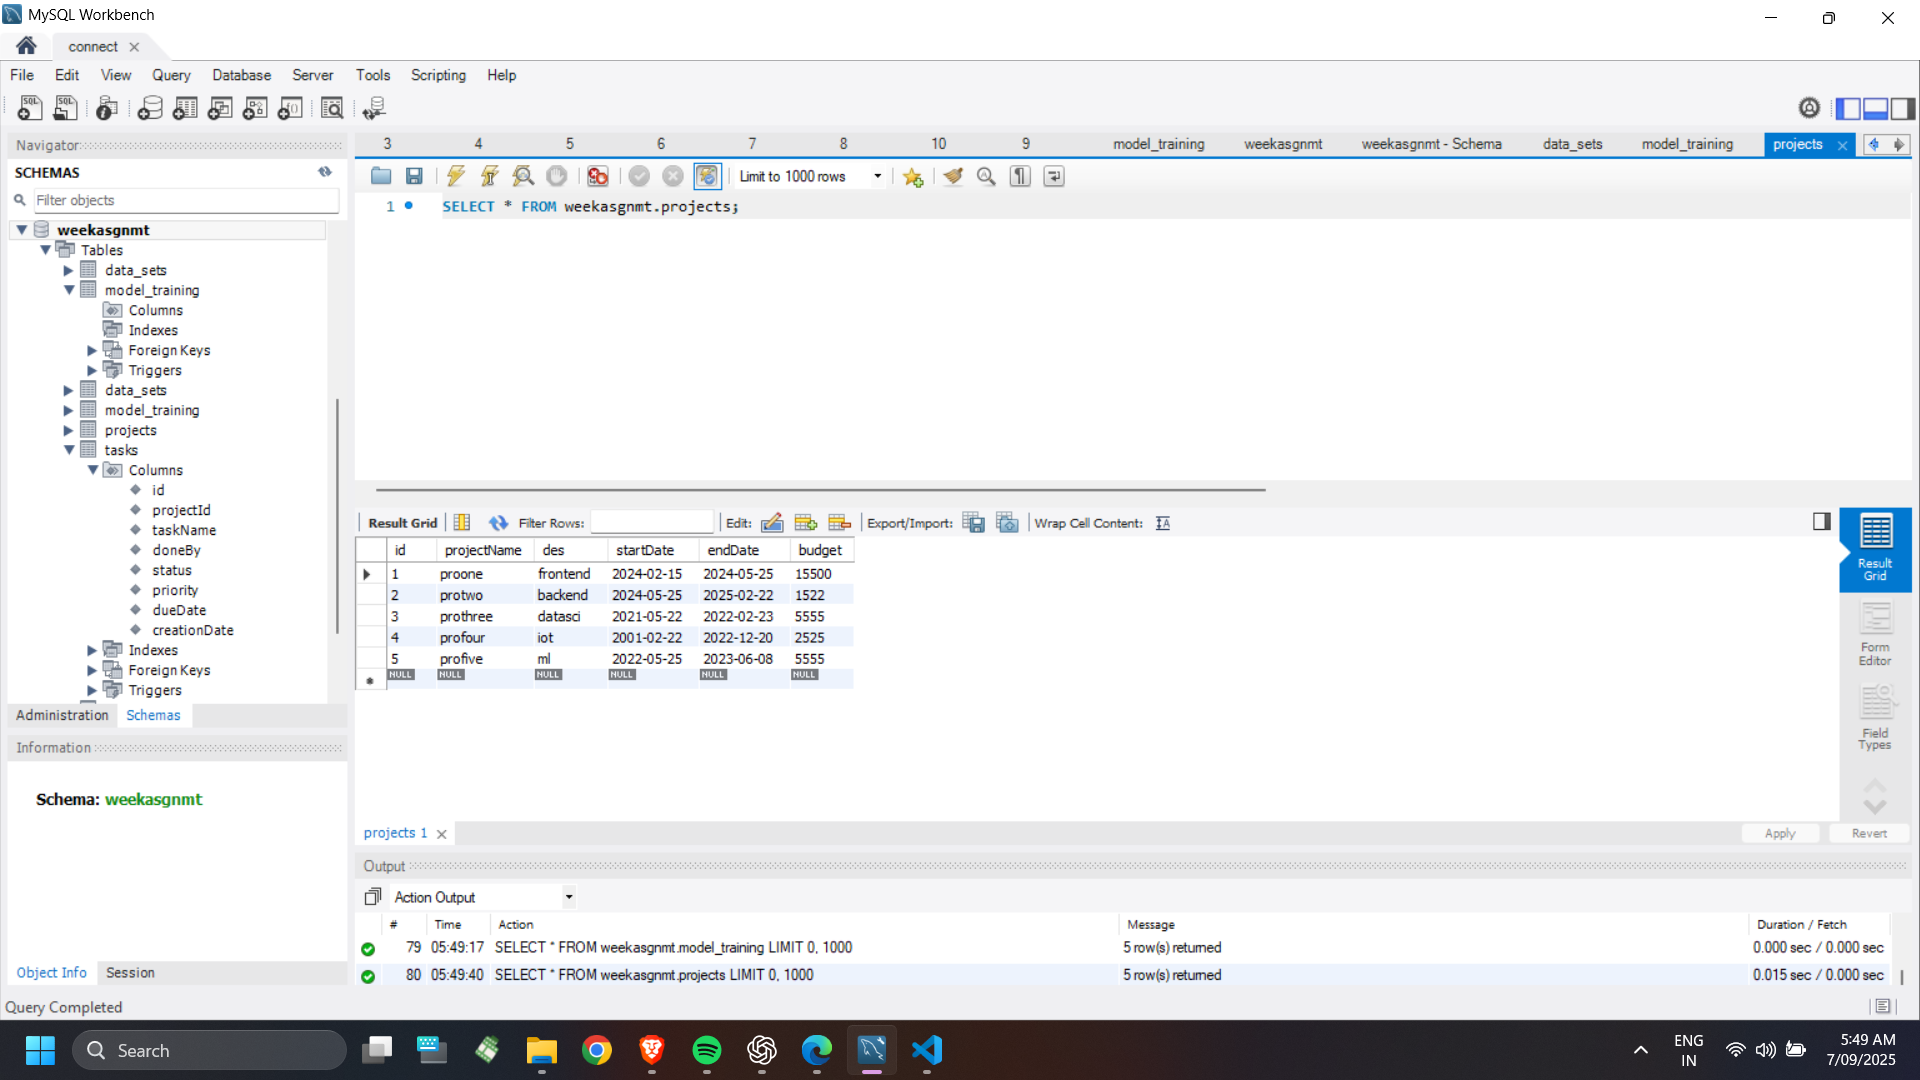 MySQL Workbench
connect
File Edit View Query Database Server Tools Scripting Help
Navigator
SCHEMAS
Filter objects
weekasgnmt
Tables
data_sets
model_training
Columns
Indexes
Foreign Keys
Triggers
data_sets
model_training
projects
tasks
Columns
id
projectId
taskName
doneBy
status
priority
dueDate
creationDate
Indexes
Foreign Keys
Triggers
Administration Schemas
Information
Schema: weekasgnmt
Object Info Session
Query Completed
3 4 5 6 7 8 10 9 model_training weekasgnmt weekasgnmt - Schema data_sets model_training projects
Limit to 1000 rows
1 SELECT * FROM weekasgnmt.projects;
Result Grid Filter Rows: Edit: Export/Import: Wrap Cell Content:
id projectName des startDate endDate budget
1 proone frontend 2024-02-15 2024-05-25 15500
2 protwo backend 2024-05-25 2025-02-22 1522
3 prothree datasci 2021-05-22 2022-02-23 5555
4 profour iot 2001-02-22 2022-12-20 2525
5 profive ml 2022-05-25 2023-06-08 5555
NULL NULL NULL NULL NULL NULL
Result
Grid
Form
Editor
Field
Types
projects 1
Apply Revert
Output
Action Output
# Time Action Message Duration / Fetch
79 05:49:17 SELECT * FROM weekasgnmt.model_training LIMIT 0, 1000 5 row(s) returned 0.000 sec / 0.000 sec
80 05:49:40 SELECT * FROM weekasgnmt.projects LIMIT 0, 1000 5 row(s) returned 0.015 sec / 0.000 sec
Search
ENG
IN
5:49 AM
7/09/2025